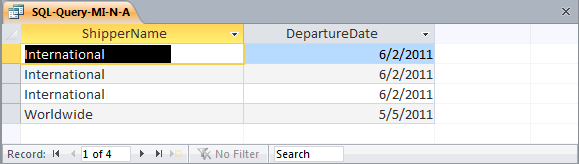 SQL-Query-MI-N-A
ShipperName DepartureDate
International 6/2/2011
International 6/2/2011
International 6/2/2011
Worldwide 5/5/2011
Record: 1 of 4 No Filter Search